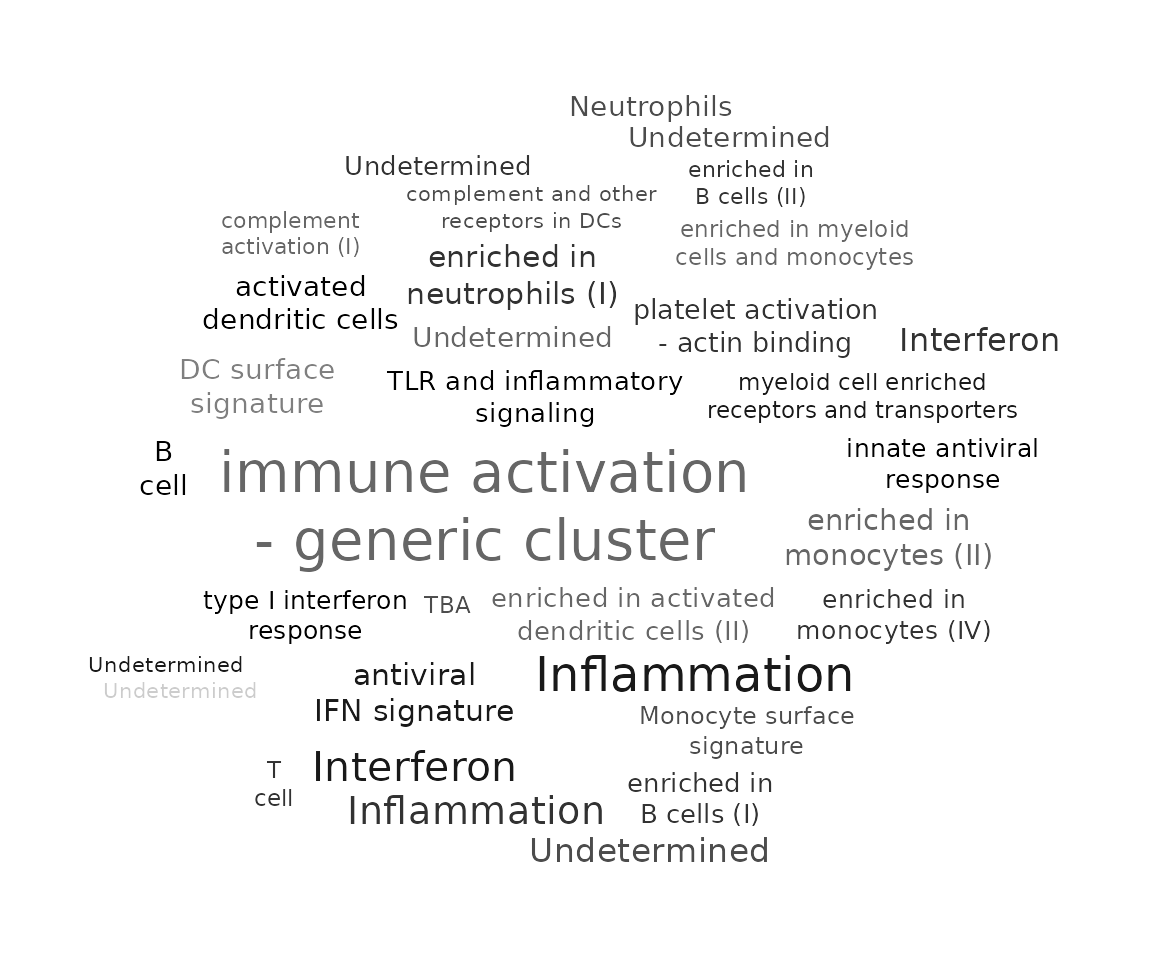 Neutrophils
Undetermined
Undetermined
enriched in
B cells (II)
complement and other
receptors in DCs
complement
activation (I)
enriched in myeloid
cells and monocytes
enriched in
neutrophils (I)
activated
dendritic cells
platelet activation
- actin binding
Undetermined
Interferon
DC surface
signature
TLR and inflammatory
signaling
myeloid cell enriched
receptors and transporters
B
cell
immune activation
- generic cluster
innate antiviral
response
enriched in
monocytes (II)
type I interferon
response
TBA
enriched in activated
dendritic cells (II)
enriched in
monocytes (IV)
Undetermined
Undetermined
antiviral
IFN signature
Inflammation
Monocyte surface
signature
T
cell
Interferon
Inflammation
enriched in
B cells (I)
Undetermined